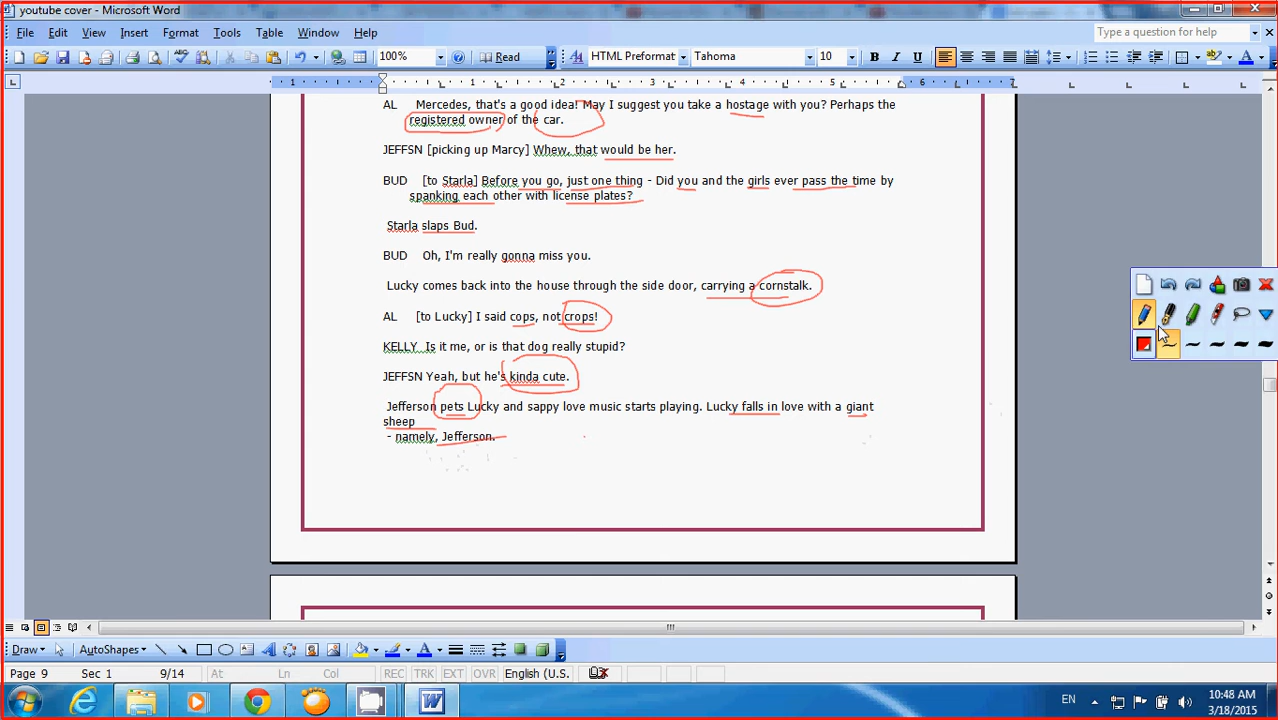 youtube cover - Microsoft Word
File Edit View Insert Format Tools Table Window Help
Type a question for help
100% Read HTML Preformat Tahoma 10 B I U
1 1 2 3 4 5 6 7
AL Mercedes, that's a good idea! May I suggest you take a hostage with you? Perhaps the
registered owner of the car.
JEFFSN [picking up Marcy] Whew, that would be her.
BUD [to Starla] Before you go, just one thing - Did you and the girls ever pass the time by
spanking each other with license plates?
Starla slaps Bud.
BUD Oh, I'm really gonna miss you.
Lucky comes back into the house through the side door, carrying a cornstalk.
AL [to Lucky] I said cops, not crops!
KELLY Is it me, or is that dog really stupid?
JEFFSN Yeah, but he's kinda cute.
Jefferson pets Lucky and sappy love music starts playing. Lucky falls in love with a giant
sheep
- namely, Jefferson.
Draw AutoShapes
Page 9 Sec 1 9/14 At Ln Col REC TRK EXT OVR English (U.S.
EN
10:48 AM
3/18/2015